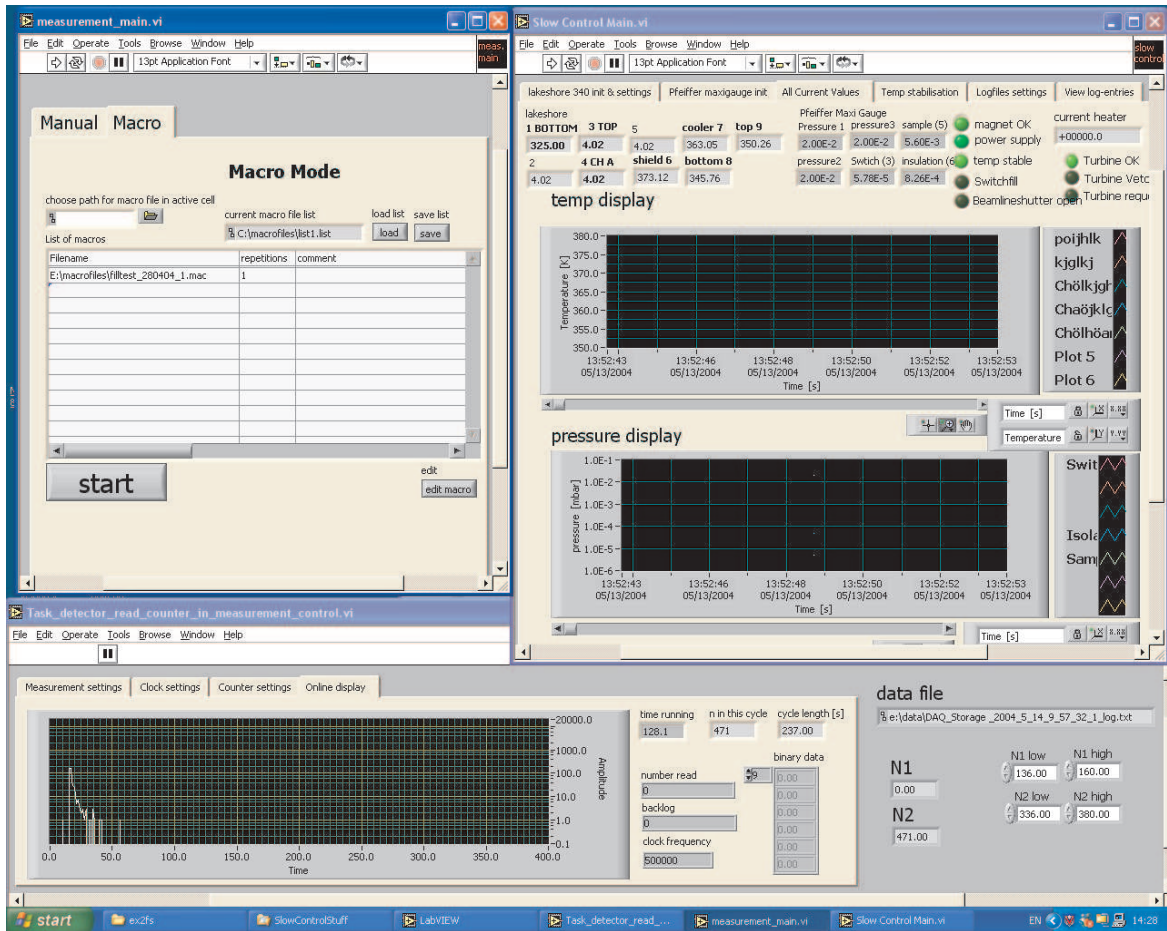 measurement_main.vi
File Edit Operate Tools Browse Window Help
13pt Application Font
meas. main
Manual Macro
Macro Mode
choose path for macro file in active cell
current macro file list
load list save list
C:\macrofiles\list1.list
load save
List of macros
Filename repetitions comment
E:\macrofiles\filltest_280404_1.mac 1
start
edit
edit macro
Slow Control Main.vi
File Edit Operate Tools Browse Window Help
13pt Application Font
slow control
lakeshore 340 init & settings Pfeiffer maxigauge init All Current Values Temp stabilisation Logfiles settings View log-entries
lakeshore Pfeiffer Maxi Gauge
1 BOTTOM 3 TOP 5 cooler 7 top 9 Pressure 1 pressure3 sample (5) magnet OK current heater
325.00 4.02 4.02 363.05 350.26 2.00E-2 2.00E-2 5.60E-3 power supply +00000.0
2 4 CH A shield 6 bottom 8 pressure2 Swtich (3) insulation (6 temp stable Turbine OK
4.02 4.02 373.12 345.76 2.00E-2 5.78E-5 8.26E-4 Switchfill Turbine Vetc
Beamlineshutter open Turbine requ
temp display
380.0
375.0
370.0
365.0
360.0
355.0
350.0
Temperature [K]
13:52:43 13:52:46 13:52:48 13:52:50 13:52:52 13:52:53
05/13/2004 05/13/2004 05/13/2004 05/13/2004 05/13/2004 05/13/2004
Time [s]
poijhlk
kjglkj
Chölkjgh
Chaöjklg
Chölhöar
Plot 5
Plot 6
Time [s]
Temperature
pressure display
1.0E-1
1.0E-2
1.0E-3
1.0E-4
1.0E-5
1.0E-6
pressure [mbar]
13:52:43 13:52:46 13:52:48 13:52:50 13:52:52 13:52:53
05/13/2004 05/13/2004 05/13/2004 05/13/2004 05/13/2004 05/13/2004
Time [s]
Swit
Isola
Sam
Time [s]
Task_detector_read_counter_in_measurement_control.vi
File Edit Operate Tools Browse Window Help
Measurement settings Clock settings Counter settings Online display
20000.0
1000.0
100.0
10.0
1.0
0.1
Amplitude
0.0 50.0 100.0 150.0 200.0 250.0 300.0 350.0 400.0
Time
time running n in this cycle cycle length [s]
128.1 471 237.00
binary data
number read
0
9
0.00
0.00
0.00
0.00
0.00
0.00
backlog
0
clock frequency
500000
data file
e:\data\DAQ_Storage _2004_5_14_9_57_32_1_log.txt
N1
0.00
N2
471.00
N1 low N1 high
136.00 160.00
N2 low N2 high
336.00 380.00
start ex2fs SlowControlStuff LabVIEW Task_detector_read_... measurement_main.vi Slow Control Main.vi EN 14:28